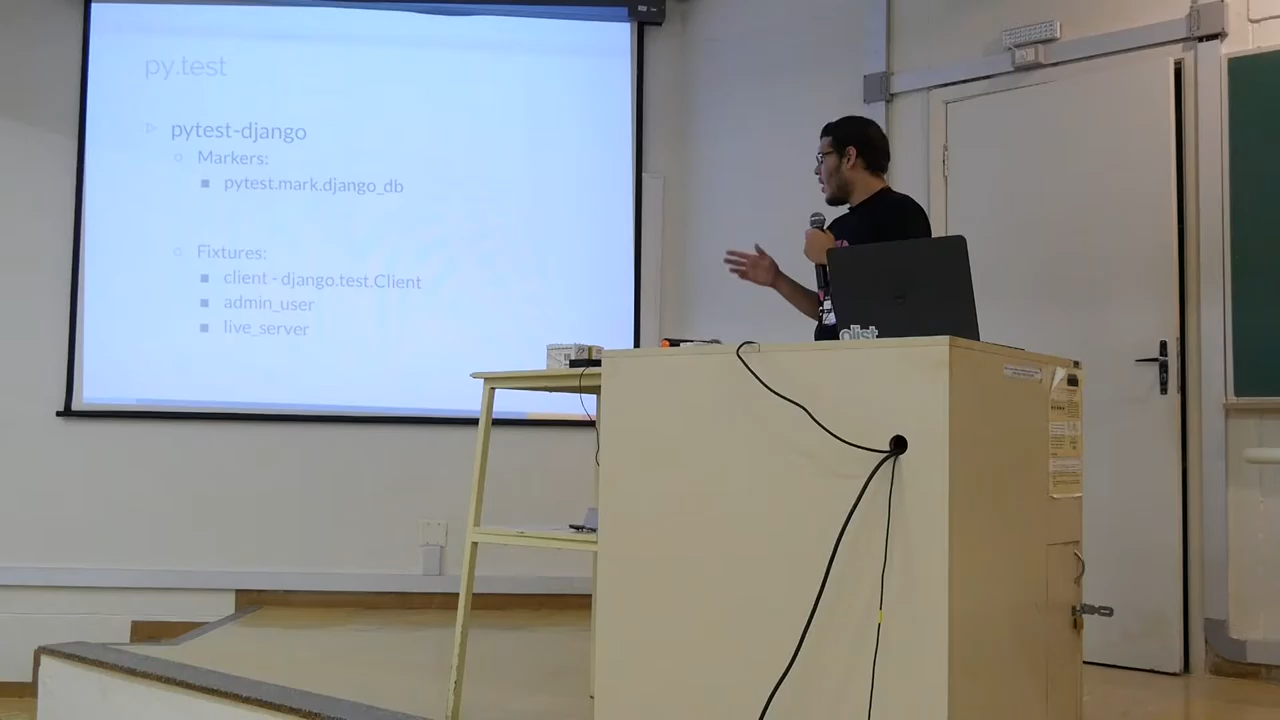 py.test
pytest-django
Markers:
pytest.mark.django_db
Fixtures:
client - django.test.Client
admin_user
live_server
olist